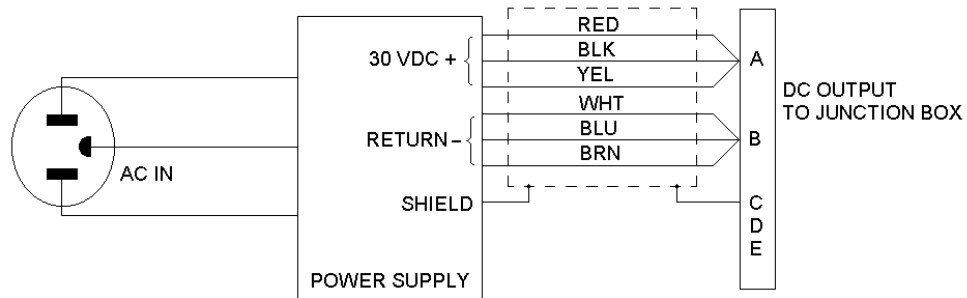 RED
30 VDC +
BLK
YEL
A
WHT
RETURN –
BLU
BRN
B
DC OUTPUT
TO JUNCTION BOX
AC IN
SHIELD
C
D
E
POWER SUPPLY